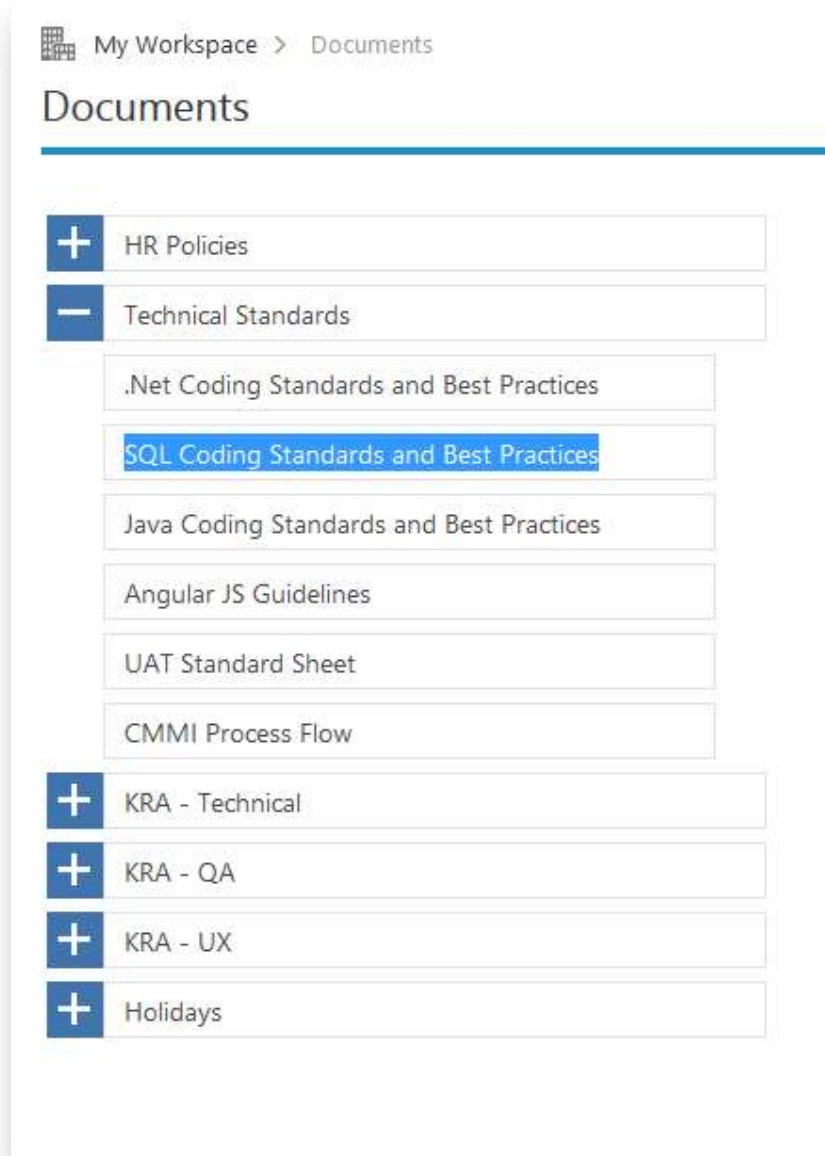 My Workspace > Documents
Documents
HR Policies
Technical Standards
.Net Coding Standards and Best Practices
SQL Coding Standards and Best Practices
Java Coding Standards and Best Practices
Angular JS Guidelines
UAT Standard Sheet
CMMI Process Flow
KRA - Technical
KRA - QA
KRA - UX
Holidays